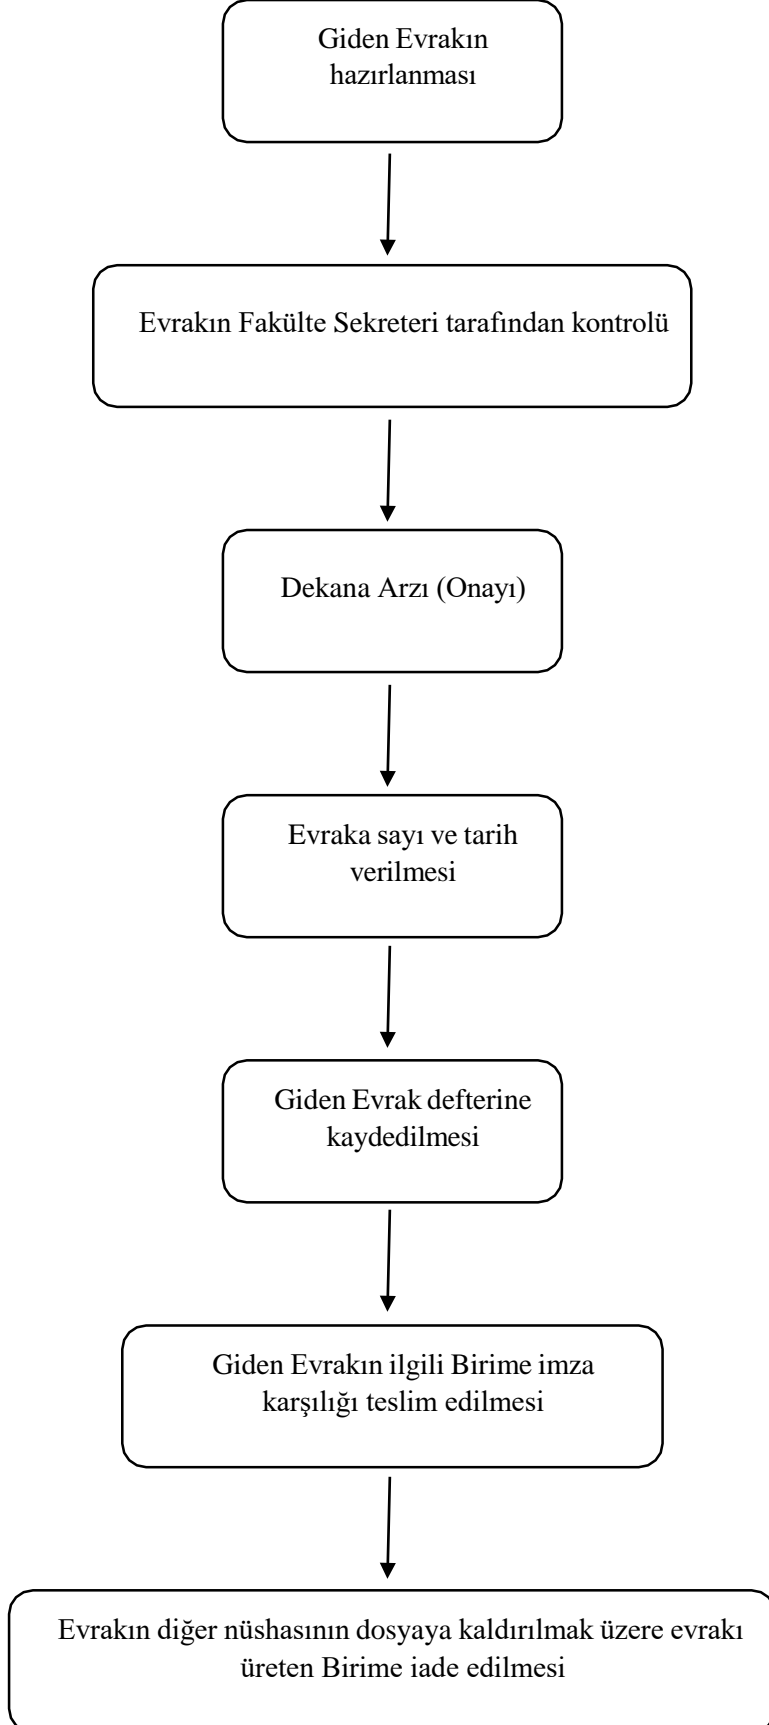 Giden Evrakın
hazırlanması
Evrakın Fakülte Sekreteri tarafından kontrolü
Dekana Arzı (Onayı)
Evraka sayı ve tarih
verilmesi
Giden Evrak defterine
kaydedilmesi
Giden Evrakın ilgili Birime imza
karşılığı teslim edilmesi
Evrakın diğer nüshasının dosyaya kaldırılmak üzere evrakı
üreten Birime iade edilmesi